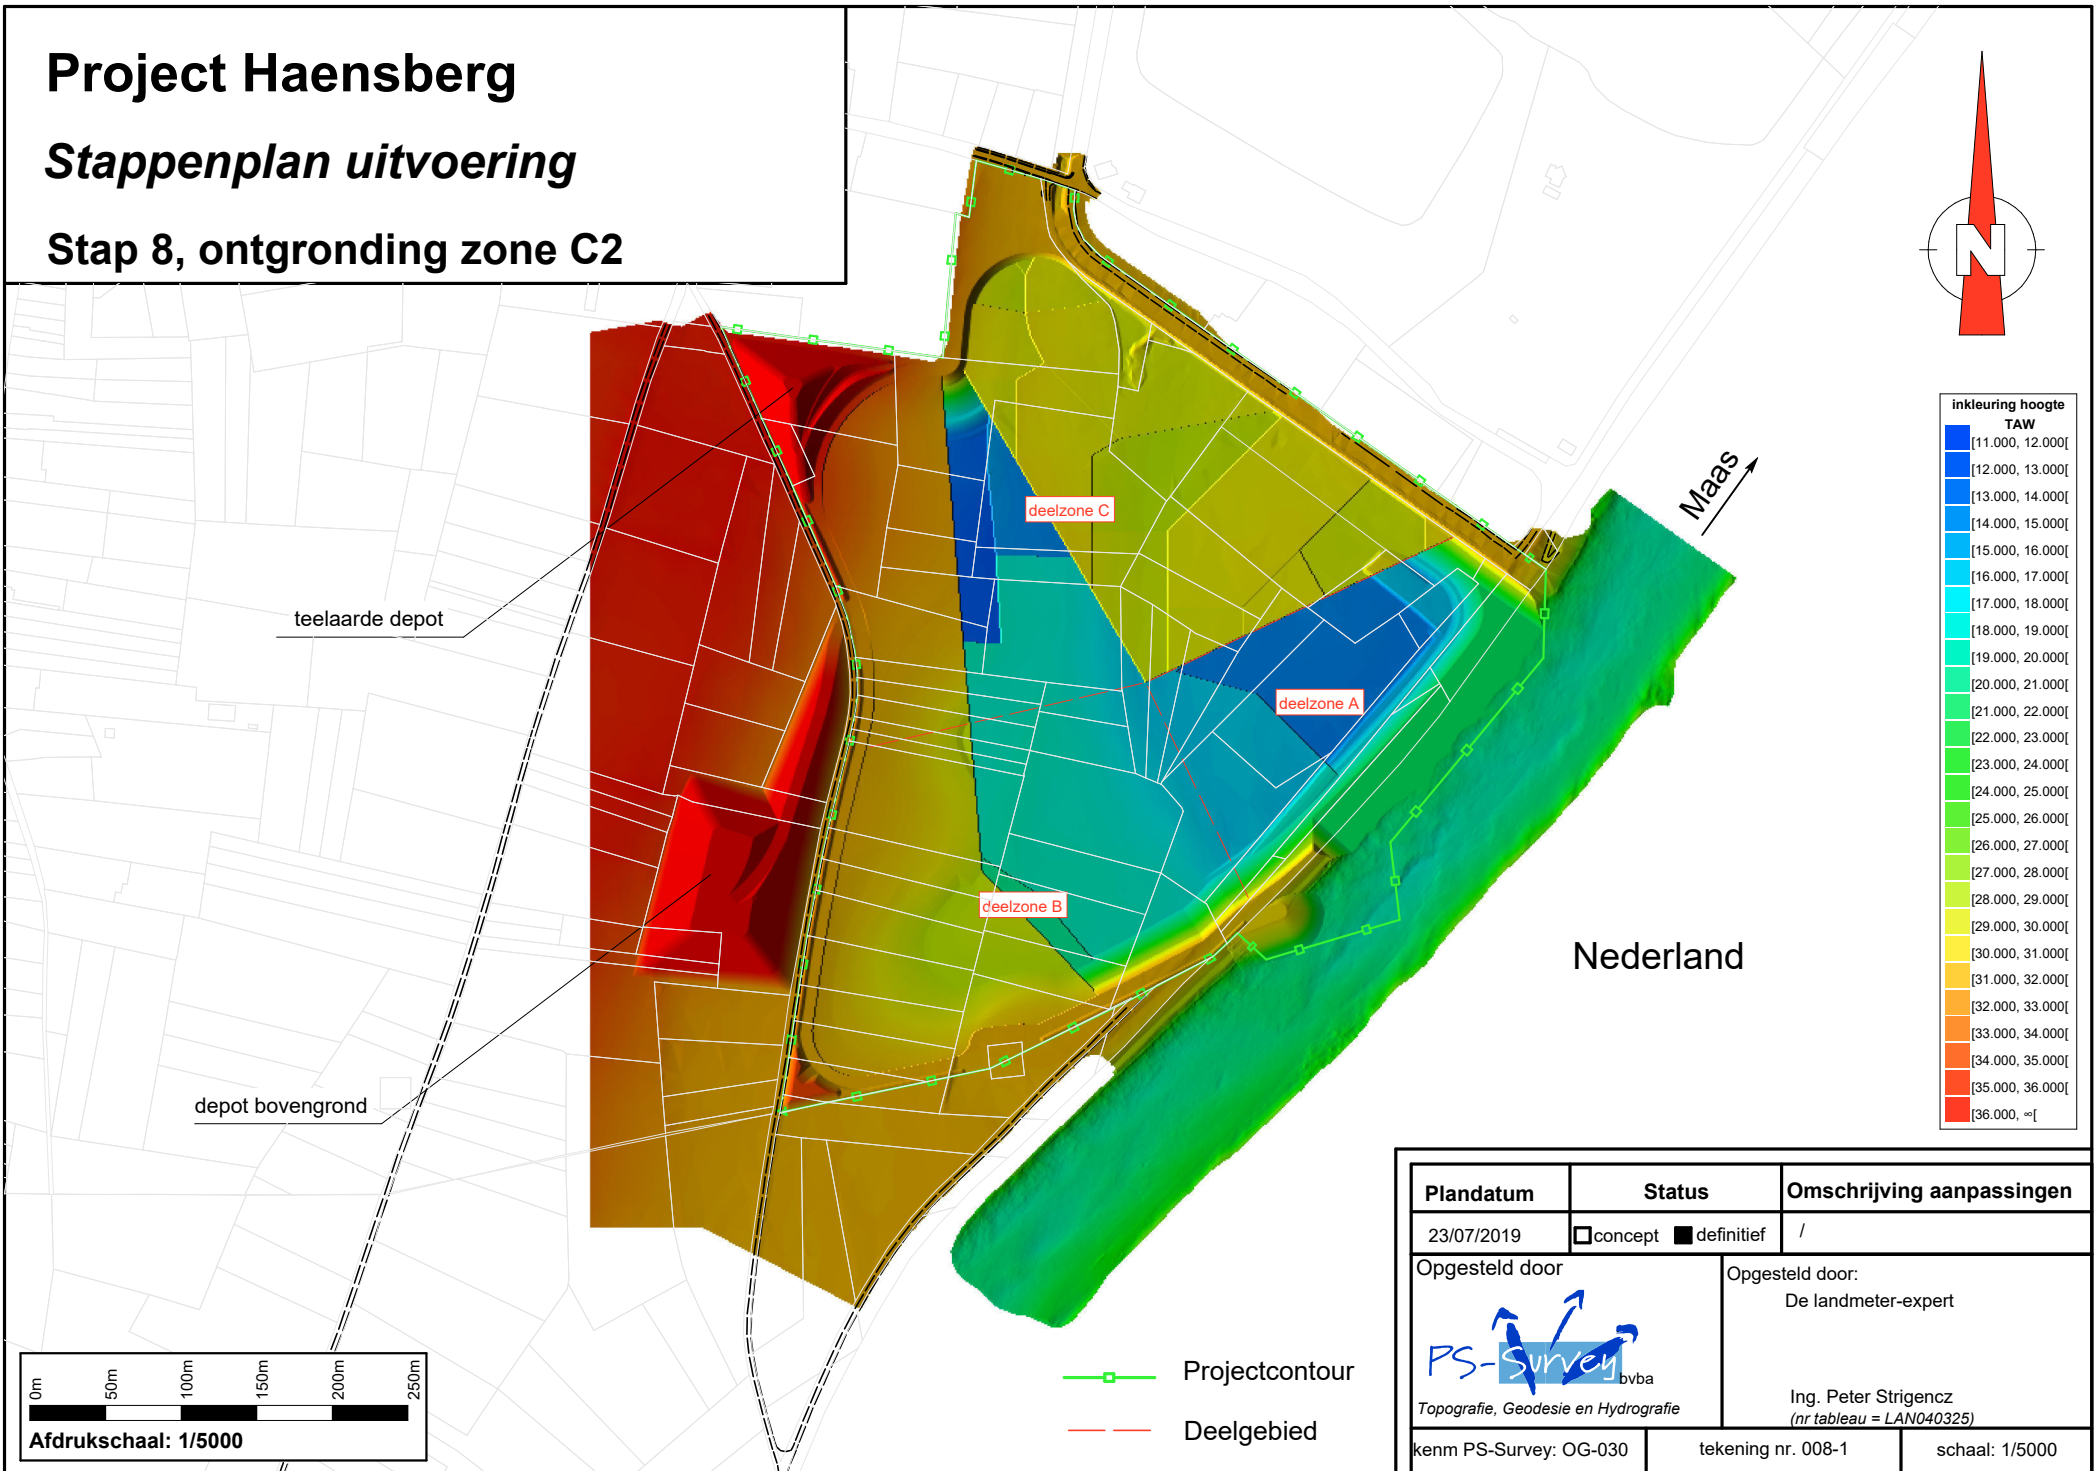 Project Haensberg
Stappenplan uitvoering
Stap 8, ontgronding zone C2
N
inkleuring hoogte
TAW
[11.000, 12.000[
[12.000, 13.000[
[13.000, 14.000[
[14.000, 15.000[
[15.000, 16.000[
[16.000, 17.000[
[17.000, 18.000[
[18.000, 19.000[
[19.000, 20.000[
[20.000, 21.000[
[21.000, 22.000[
[22.000, 23.000[
[23.000, 24.000[
[24.000, 25.000[
[25.000, 26.000[
[26.000, 27.000[
[27.000, 28.000[
[28.000, 29.000[
[29.000, 30.000[
[30.000, 31.000[
[31.000, 32.000[
[32.000, 33.000[
[33.000, 34.000[
[34.000, 35.000[
[35.000, 36.000[
[36.000, ∞[
Maas
deelzone C
teelaarde depot
deelzone A
deelzone B
Nederland
depot bovengrond
Projectcontour
Deelgebied
0m 50m 100m 150m 200m 250m
Afdrukschaal: 1/5000
Plandatum Status Omschrijving aanpassingen
23/07/2019 concept definitief /
Opgesteld door
PS-Survey bvba
Topografie, Geodesie en Hydrografie
Opgesteld door:
De landmeter-expert
Ing. Peter Strigencz
(nr tableau = LAN040325)
kenm PS-Survey: OG-030 tekening nr. 008-1 schaal: 1/5000